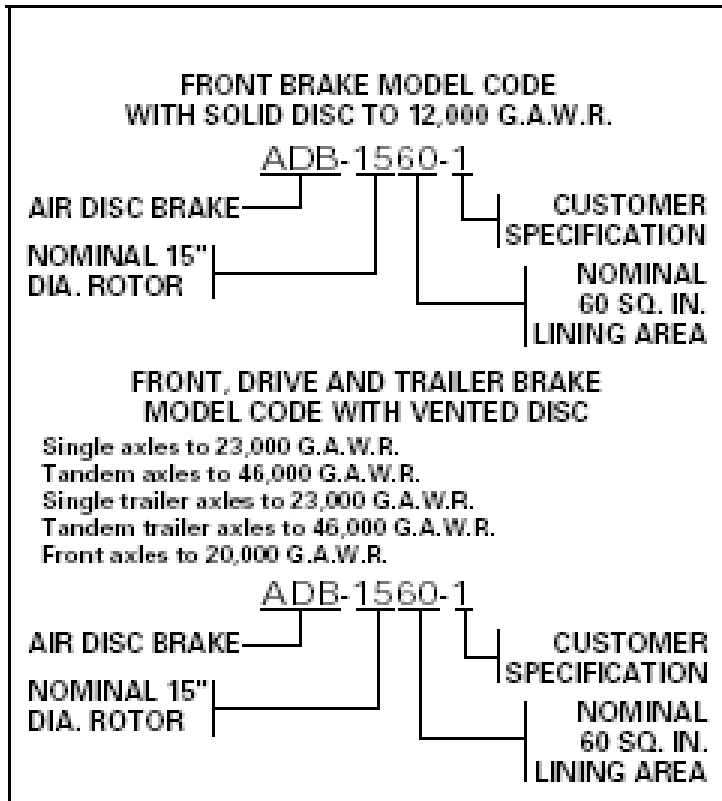 FRONT BRAKE MODEL CODE
WITH SOLID DISC TO 12,000 G.A.W.R.
ADB-1560-1
AIR DISC BRAKE
CUSTOMER
SPECIFICATION
NOMINAL 15"
DIA. ROTOR
NOMINAL
60 SQ. IN.
LINING AREA
FRONT, DRIVE AND TRAILER BRAKE
MODEL CODE WITH VENTED DISC
Single axles to 23,000 G.A.W.R.
Tandem axles to 46,000 G.A.W.R.
Single trailer axles to 23,000 G.A.W.R.
Tandem trailer axles to 46,000 G.A.W.R.
Front axles to 20,000 G.A.W.R.
ADB-1560-1
AIR DISC BRAKE
CUSTOMER
SPECIFICATION
NOMINAL 15"
DIA. ROTOR
NOMINAL
60 SQ. IN.
LINING AREA